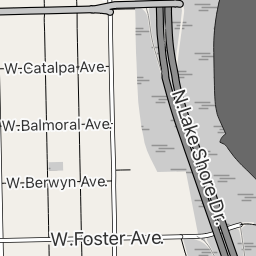 W. Catalpa Ave.
W. Balmoral Ave.
N. Lake Shore Dr.
W. Berwyn Ave.
W. Foster Ave.